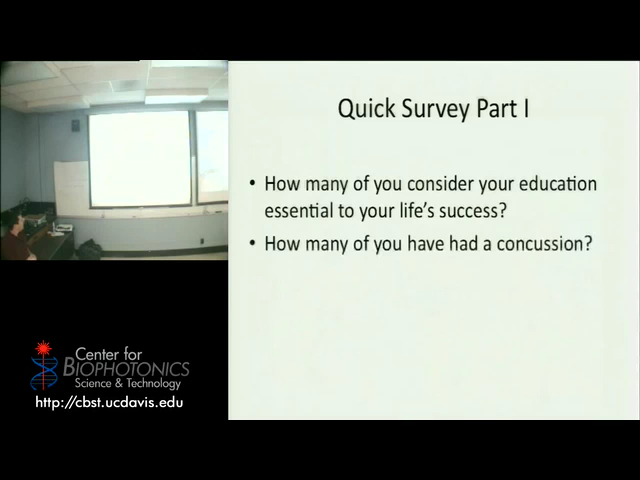 Quick Survey Part I
• How many of you consider your education
essential to your life's success?
• How many of you have had a concussion?
Center for
BIOPHOTONICS
Science & Technology
http://cbst.ucdavis.edu